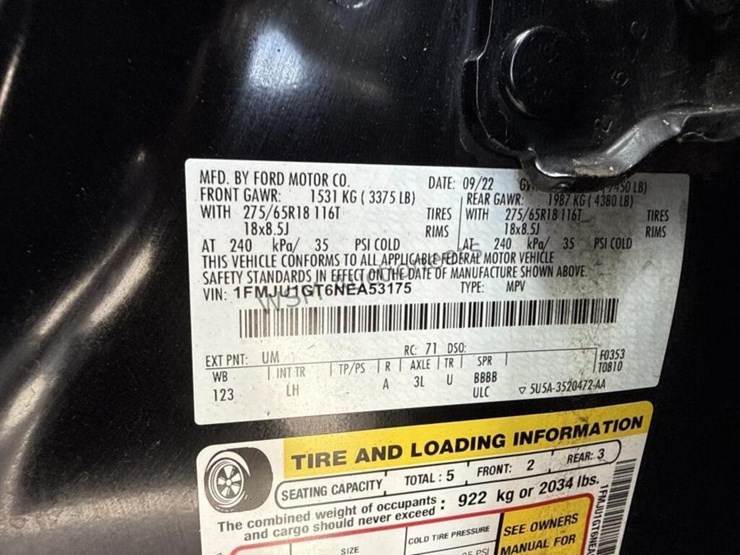 MFD. BY FORD MOTOR CO. DATE: 09/22
FRONT GAWR: 1531 KG ( 3375 LB) REAR GAWR: 1987 KG ( 4380 LB)
WITH 275/65R18 116T TIRES WITH 275/65R18 116T TIRES
18x8.5J RIMS 18x8.5J RIMS
AT 240 kPa/ 35 PSI COLD AT 240 kPa/ 35 PSI COLD
THIS VEHICLE CONFORMS TO ALL APPLICABLE FEDERAL MOTOR VEHICLE
SAFETY STANDARDS IN EFFECT ON THE DATE OF MANUFACTURE SHOWN ABOVE.
VIN: 1FMJU1GT6NEA53175 TYPE: MPV
EXT PNT: UM RC: 71 DSO: F0353
WB INT TR TP/PS R AXLE TR SPR T0810
123 LH A 3L U BBBB
ULC 5U5A-3520472-AA
TIRE AND LOADING INFORMATION
SEATING CAPACITY TOTAL : 5 FRONT: 2 REAR: 3
The combined weight of occupants and cargo should never exceed : 922 kg or 2034 lbs.
SIZE COLD TIRE PRESSURE SEE OWNERS
PSI MANUAL FOR